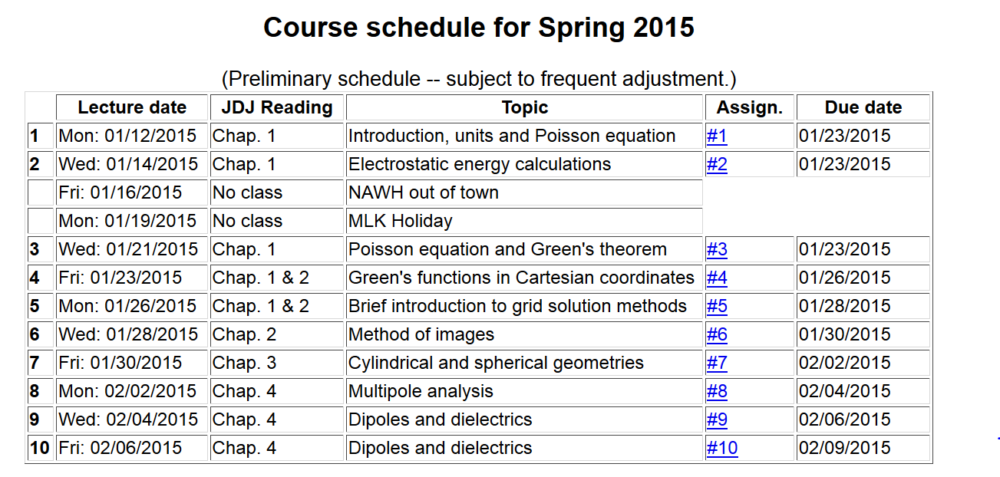 Course schedule for Spring 2015
(Preliminary schedule -- subject to frequent adjustment.)
Lecture date JDJ Reading Topic Assign. Due date
1 Mon: 01/12/2015 Chap. 1 Introduction, units and Poisson equation #1 01/23/2015
2 Wed: 01/14/2015 Chap. 1 Electrostatic energy calculations #2 01/23/2015
Fri: 01/16/2015 No class NAWH out of town
Mon: 01/19/2015 No class MLK Holiday
3 Wed: 01/21/2015 Chap. 1 Poisson equation and Green's theorem #3 01/23/2015
4 Fri: 01/23/2015 Chap. 1 & 2 Green's functions in Cartesian coordinates #4 01/26/2015
5 Mon: 01/26/2015 Chap. 1 & 2 Brief introduction to grid solution methods #5 01/28/2015
6 Wed: 01/28/2015 Chap. 2 Method of images #6 01/30/2015
7 Fri: 01/30/2015 Chap. 3 Cylindrical and spherical geometries #7 02/02/2015
8 Mon: 02/02/2015 Chap. 4 Multipole analysis #8 02/04/2015
9 Wed: 02/04/2015 Chap. 4 Dipoles and dielectrics #9 02/06/2015
10 Fri: 02/06/2015 Chap. 4 Dipoles and dielectrics #10 02/09/2015